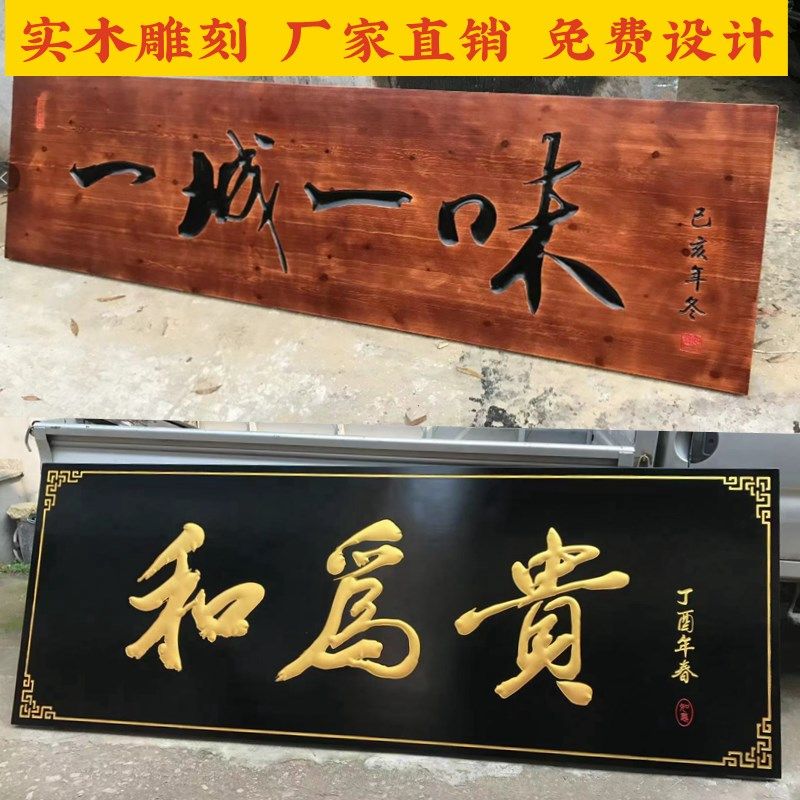 实木雕刻 厂家直销 免费设计
一城一味
己亥年冬
和為貴
丁酉年春